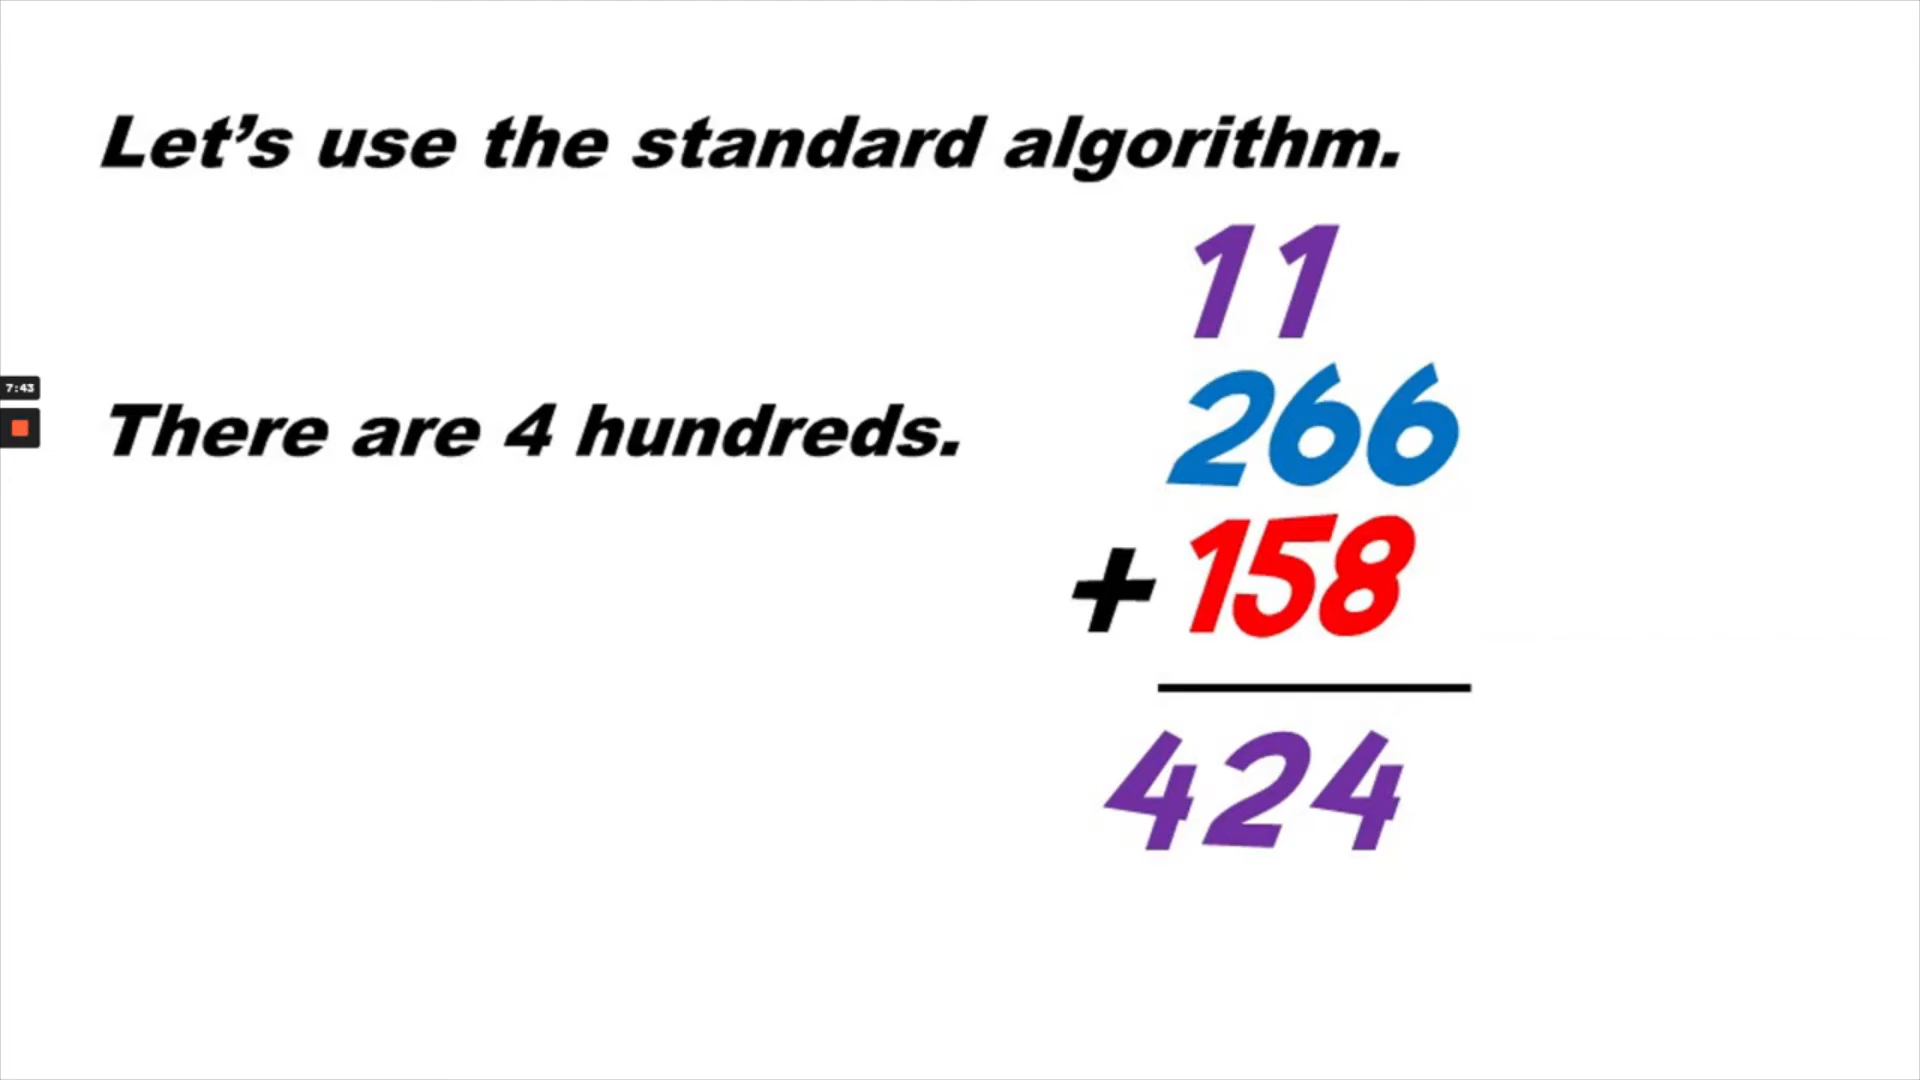 Let's use the standard algorithm.
11
7:43
There are 4 hundreds.
266
+ 158
424